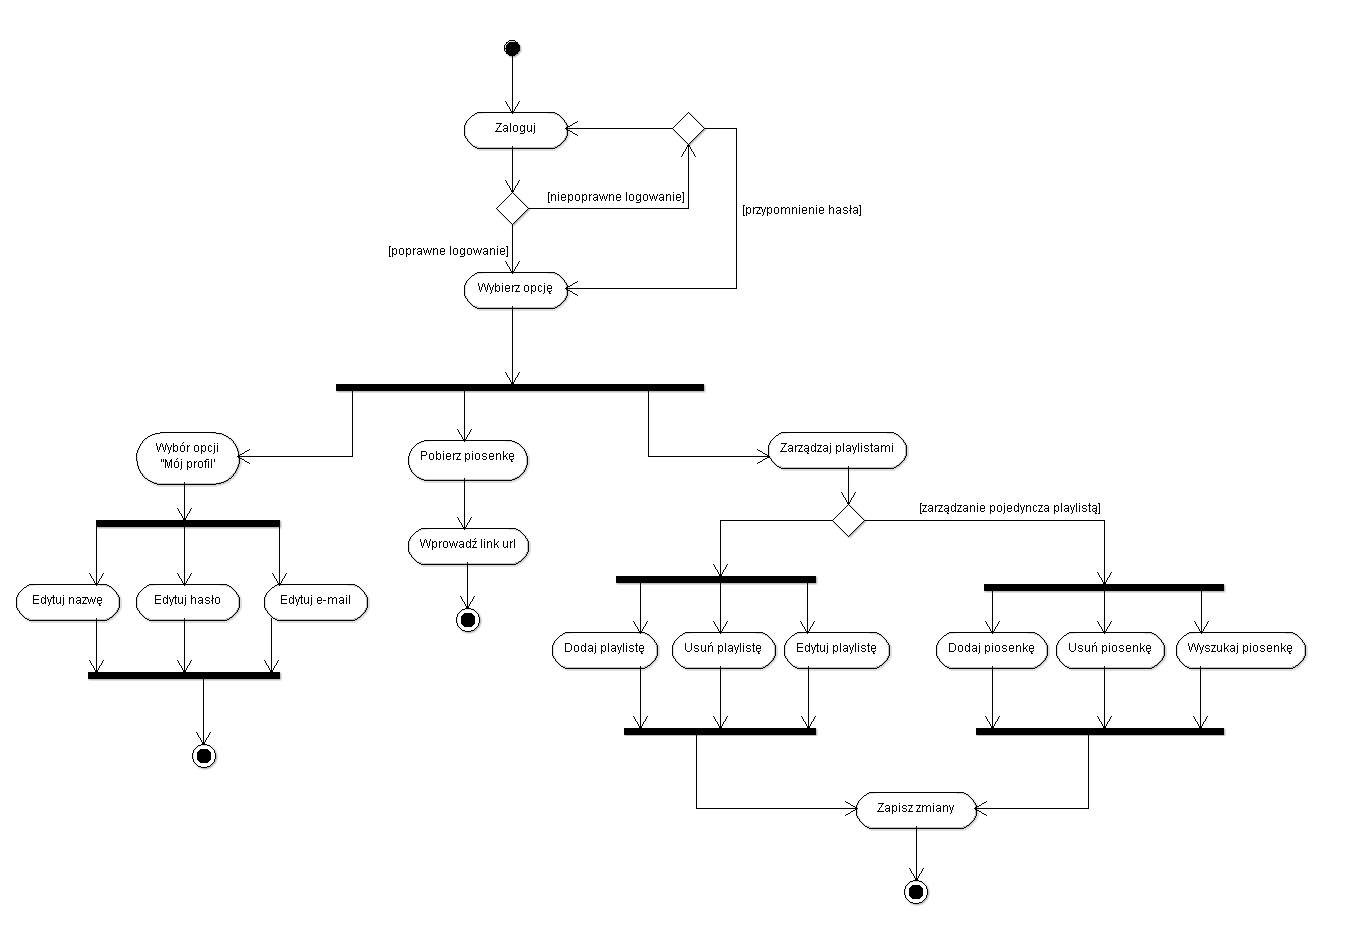 Zaloguj
[niepoprawne logowanie]
[przypomnienie hasła]
[poprawne logowanie]
Wybierz opcję
Wybór opcji
"Mój profil'
Pobierz piosenkę
Zarządzaj playlistami
[zarządzanie pojedyncza playlistą]
Wprowadź link url
Edytuj nazwę
Edytuj hasło
Edytuj e-mail
Dodaj playlistę
Usuń playlistę
Edytuj playlistę
Dodaj piosenkę
Usuń piosenkę
Wyszukaj piosenkę
Zapisz zmiany